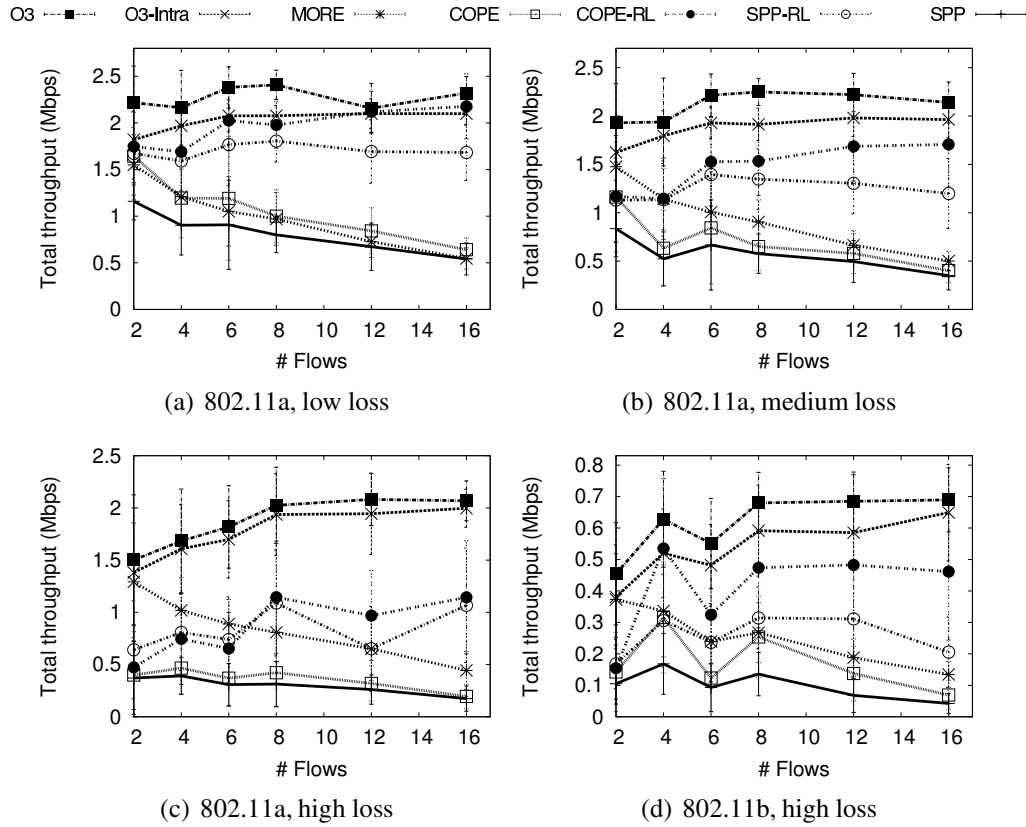 O3 O3-Intra MORE COPE COPE-RL SPP-RL SPP
Total throughput (Mbps)
2.5
2
1.5
1
0.5
0
2 4 6 8 10 12 14 16
# Flows
(a) 802.11a, low loss
Total throughput (Mbps)
2.5
2
1.5
1
0.5
0
2 4 6 8 10 12 14 16
# Flows
(b) 802.11a, medium loss
Total throughput (Mbps)
2.5
2
1.5
1
0.5
0
2 4 6 8 10 12 14 16
# Flows
(c) 802.11a, high loss
Total throughput (Mbps)
0.8
0.7
0.6
0.5
0.4
0.3
0.2
0.1
0
2 4 6 8 10 12 14 16
# Flows
(d) 802.11b, high loss